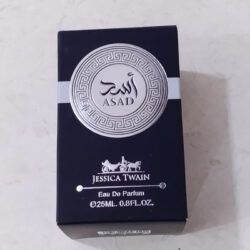 أسد
ASAD
JESSICA TWAIN
Eau De Parfum
℮25ML. 0.8FL.OZ.